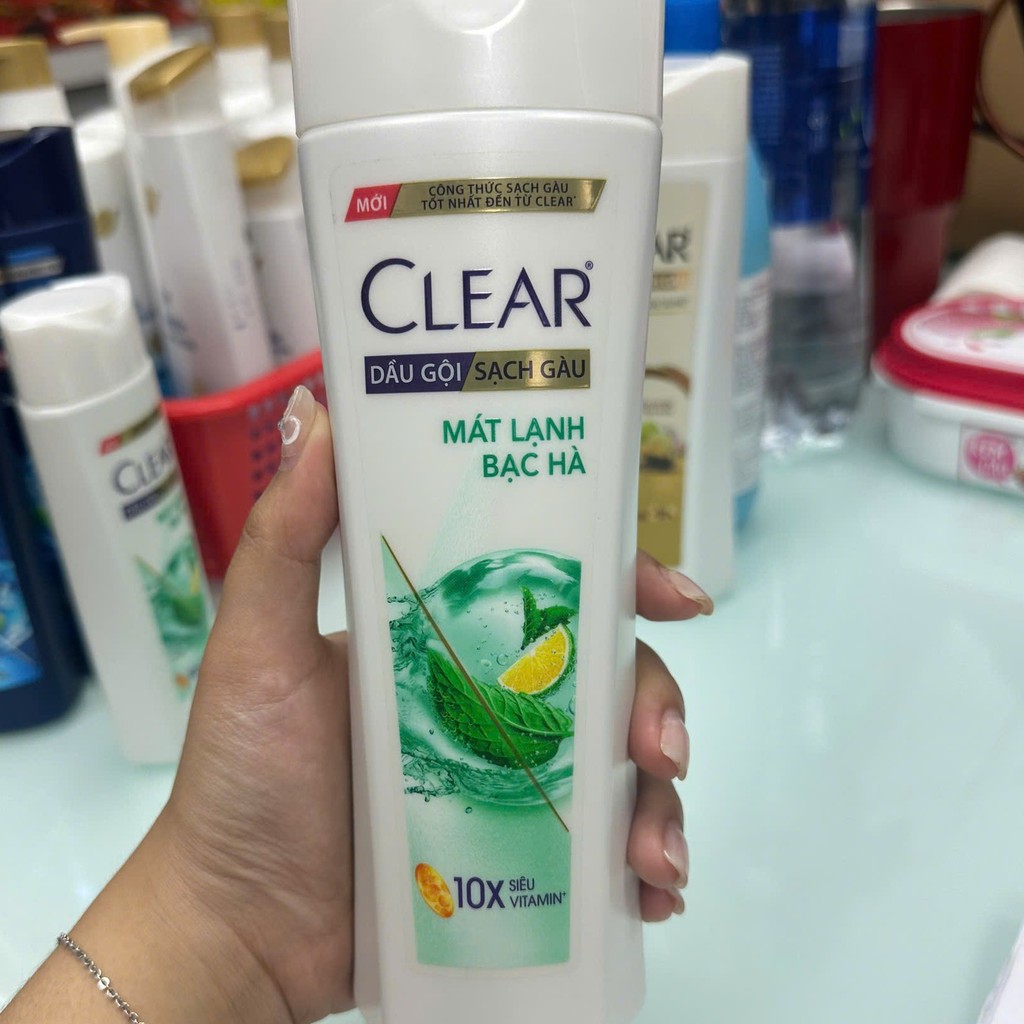 MỚI
CÔNG THỨC SẠCH GÀU
TỐT NHẤT ĐẾN TỪ CLEAR*
CLEAR®
DẦU GỘI SẠCH GÀU
MÁT LẠNH
BẠC HÀ
10X SIÊU
VITAMIN+
CLEAR